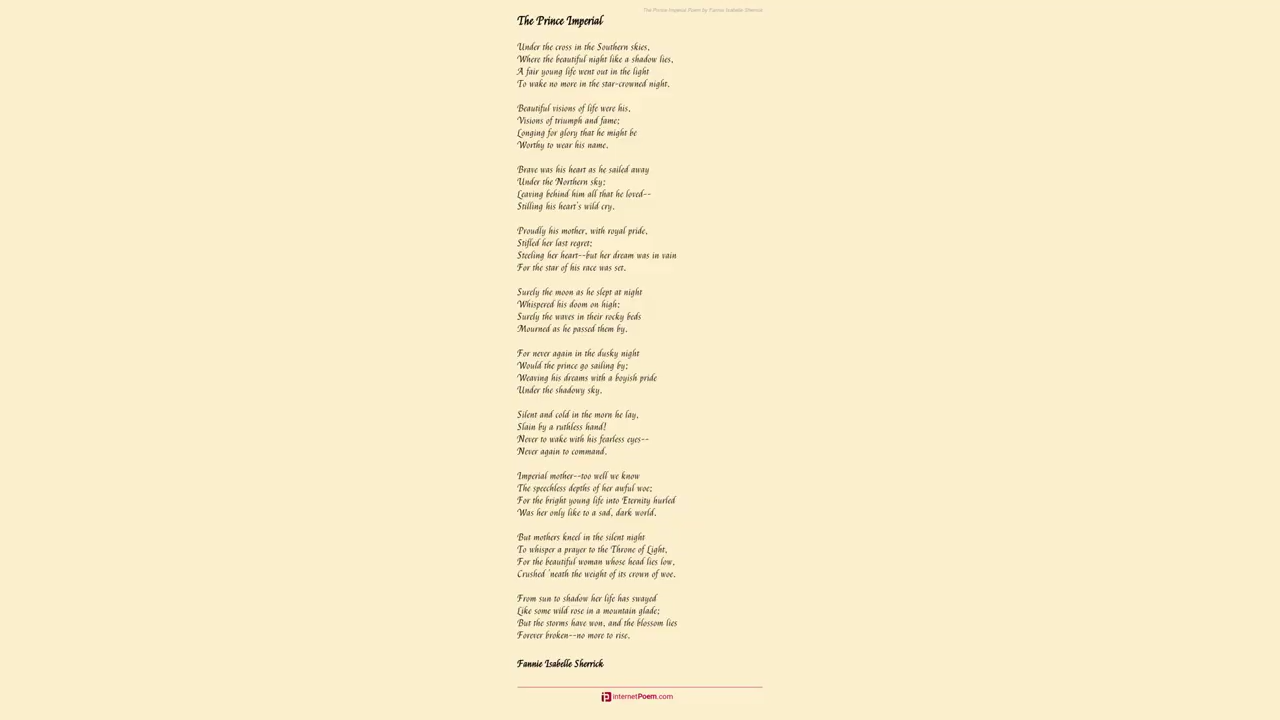 The Prince Imperial Poem by Fannie Isabelle Sherrick
The Prince Imperial
Under the cross in the Southern skies,
Where the beautiful night like a shadow lies,
A fair young life went out in the light
To wake no more in the star-crowned night.
Beautiful visions of life were his,
Visions of triumph and fame;
Longing for glory that he might be
Worthy to wear his name.
Brave was his heart as he sailed away
Under the Northern sky;
Leaving behind him all that he loved--
Stilling his heart's wild cry.
Proudly his mother, with royal pride,
Stifled her last regret;
Steeling her heart--but her dream was in vain
For the star of his race was set.
Surely the moon as he slept at night
Whispered his doom on high;
Surely the waves in their rocky beds
Mourned as he passed them by.
For never again in the dusky night
Would the prince go sailing by;
Weaving his dreams with a boyish pride
Under the shadowy sky.
Silent and cold in the morn he lay,
Slain by a ruthless hand!
Never to wake with his fearless eyes--
Never again to command.
Imperial mother--too well we know
The speechless depths of her awful woe;
For the bright young life into Eternity hurled
Was her only like to a sad, dark world.
But mothers kneel in the silent night
To whisper a prayer to the Throne of Light,
For the beautiful woman whose head lies low,
Crushed 'neath the weight of its crown of woe.
From sun to shadow her life has swayed
Like some wild rose in a mountain glade;
But the storms have won, and the blossom lies
Forever broken--no more to rise.
Fannie Isabelle Sherrick
internetPoem.com